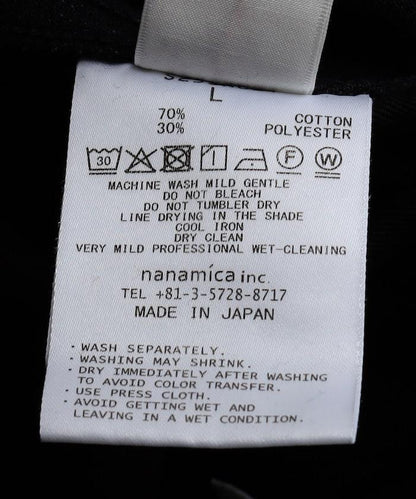 L
70% COTTON
30% POLYESTER
30 F W
MACHINE WASH MILD GENTLE
DO NOT BLEACH
DO NOT TUMBLER DRY
LINE DRYING IN THE SHADE
COOL IRON
DRY CLEAN
VERY MILD PROFESSIONAL WET-CLEANING
nanamica inc.
TEL +81-3-5728-8717
MADE IN JAPAN
・WASH SEPARATELY.
・WASHING MAY SHRINK.
・DRY IMMEDIATELY AFTER WASHING
TO AVOID COLOR TRANSFER.
・USE PRESS CLOTH.
・AVOID GETTING WET AND
LEAVING IN A WET CONDITION.